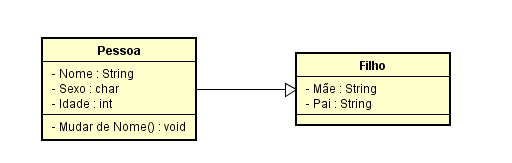 Pessoa
- Nome : String
- Sexo : char
- Idade : int
- Mudar de Nome() : void
Filho
- Mãe : String
- Pai : String